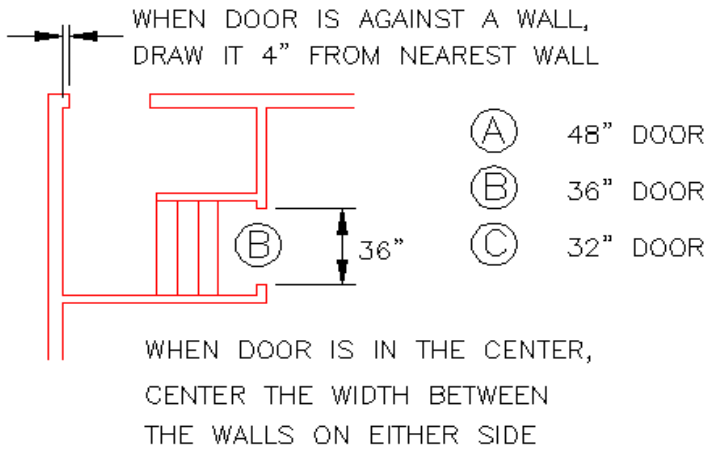 WHEN DOOR IS AGAINST A WALL,
DRAW IT 4” FROM NEAREST WALL
A 48” DOOR
B 36” DOOR
C 32” DOOR
B 36”
WHEN DOOR IS IN THE CENTER,
CENTER THE WIDTH BETWEEN
THE WALLS ON EITHER SIDE